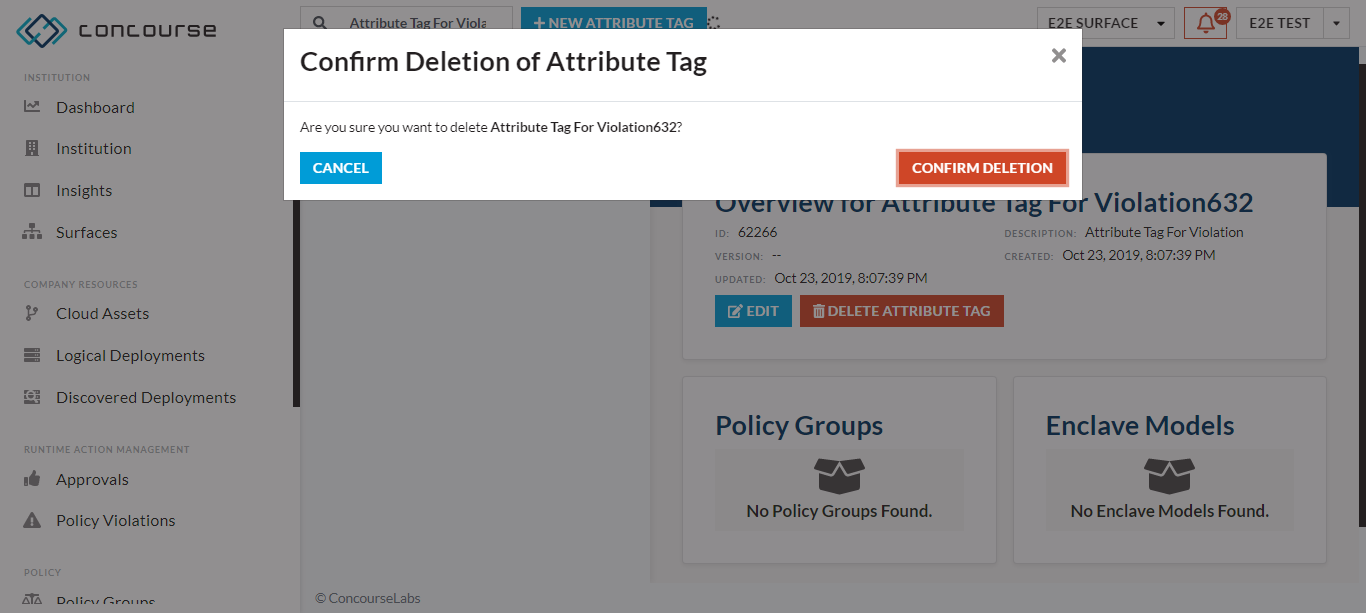 concourse
Attribute Tag For Viola
NEW ATTRIBUTE TAG
E2E SURFACE
28
E2E TEST
Confirm Deletion of Attribute Tag
Are you sure you want to delete Attribute Tag For Violation632?
CANCEL
CONFIRM DELETION
INSTITUTION
Dashboard
Institution
Insights
Surfaces
COMPANY RESOURCES
Cloud Assets
Logical Deployments
Discovered Deployments
RUNTIME ACTION MANAGEMENT
Approvals
Policy Violations
POLICY
Policy Groups
Overview for Attribute Tag For Violation632
ID: 62266
DESCRIPTION: Attribute Tag For Violation
VERSION: --
CREATED: Oct 23, 2019, 8:07:39 PM
UPDATED: Oct 23, 2019, 8:07:39 PM
EDIT
DELETE ATTRIBUTE TAG
Policy Groups
No Policy Groups Found.
Enclave Models
No Enclave Models Found.
© ConcourseLabs